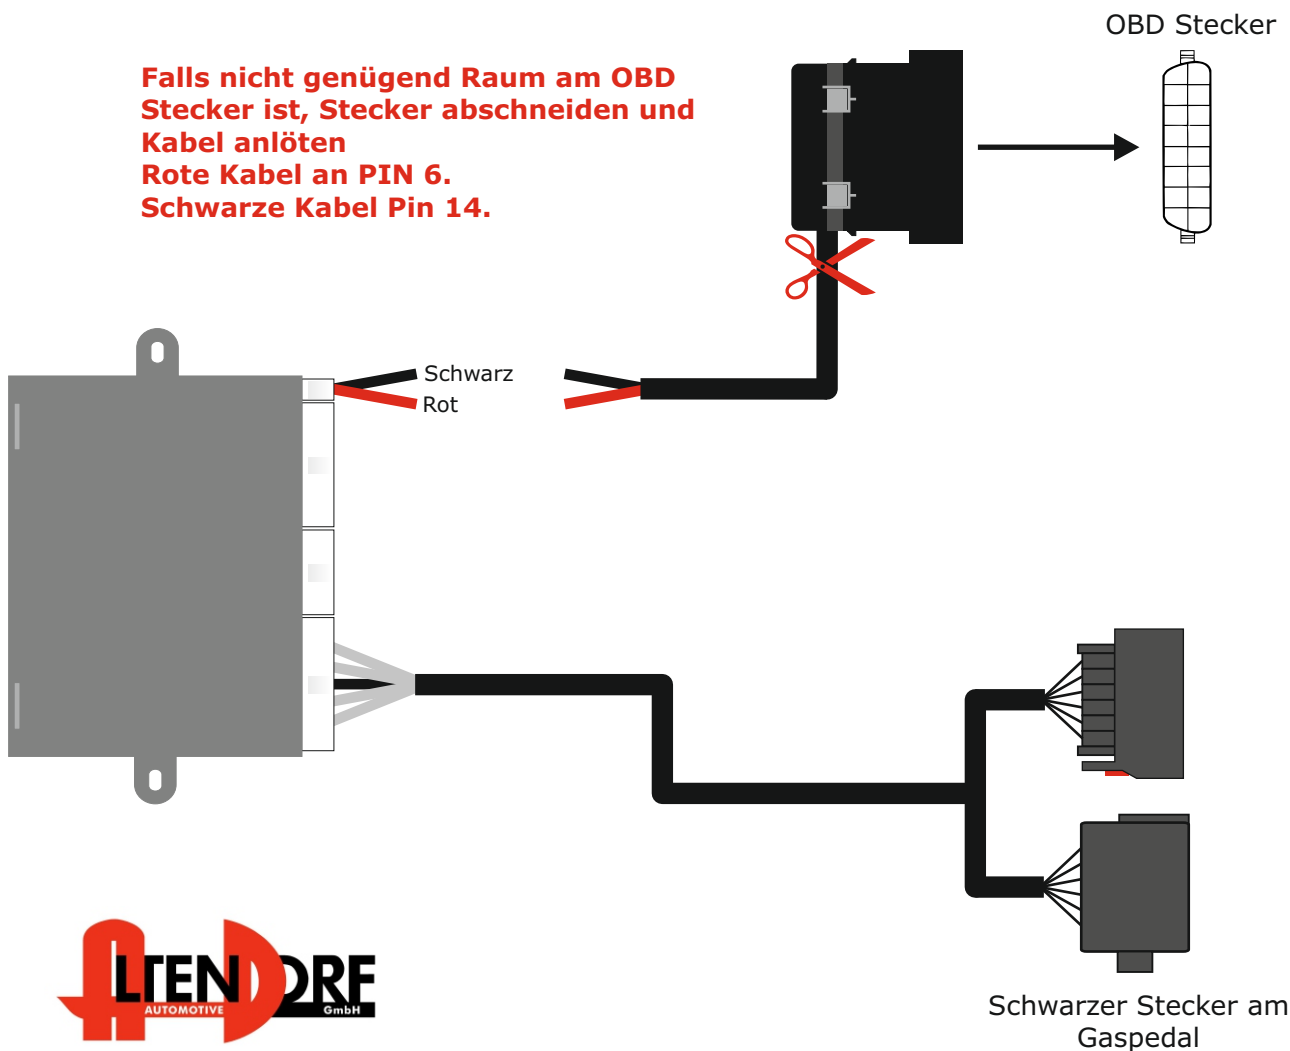 OBD Stecker
Falls nicht genügend Raum am OBD
Stecker ist, Stecker abschneiden und
Kabel anlöten
Rote Kabel an PIN 6.
Schwarze Kabel Pin 14.
Schwarz
Rot
ALTENDORF
AUTOMOTIVE GmbH
Schwarzer Stecker am
Gaspedal